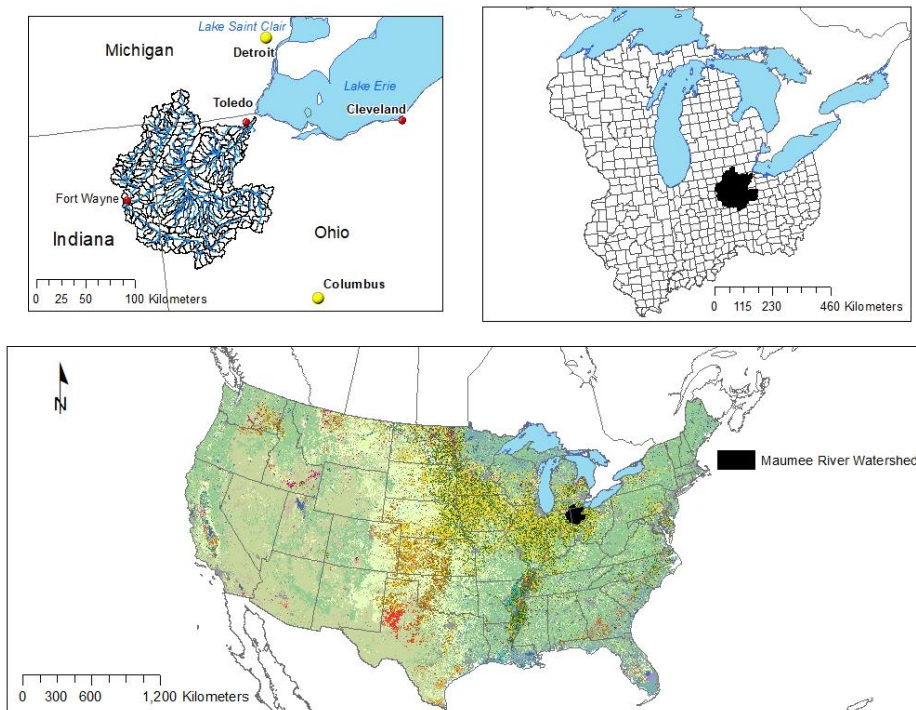 Lake Saint Clair
Michigan
Detroit
Lake Erie
Toledo
Cleveland
Fort Wayne
Indiana
Ohio
0 25 50 100 Kilometers
Columbus
0 115 230 460 Kilometers
N
Maumee River Watershed
0 300 600 1,200 Kilometers